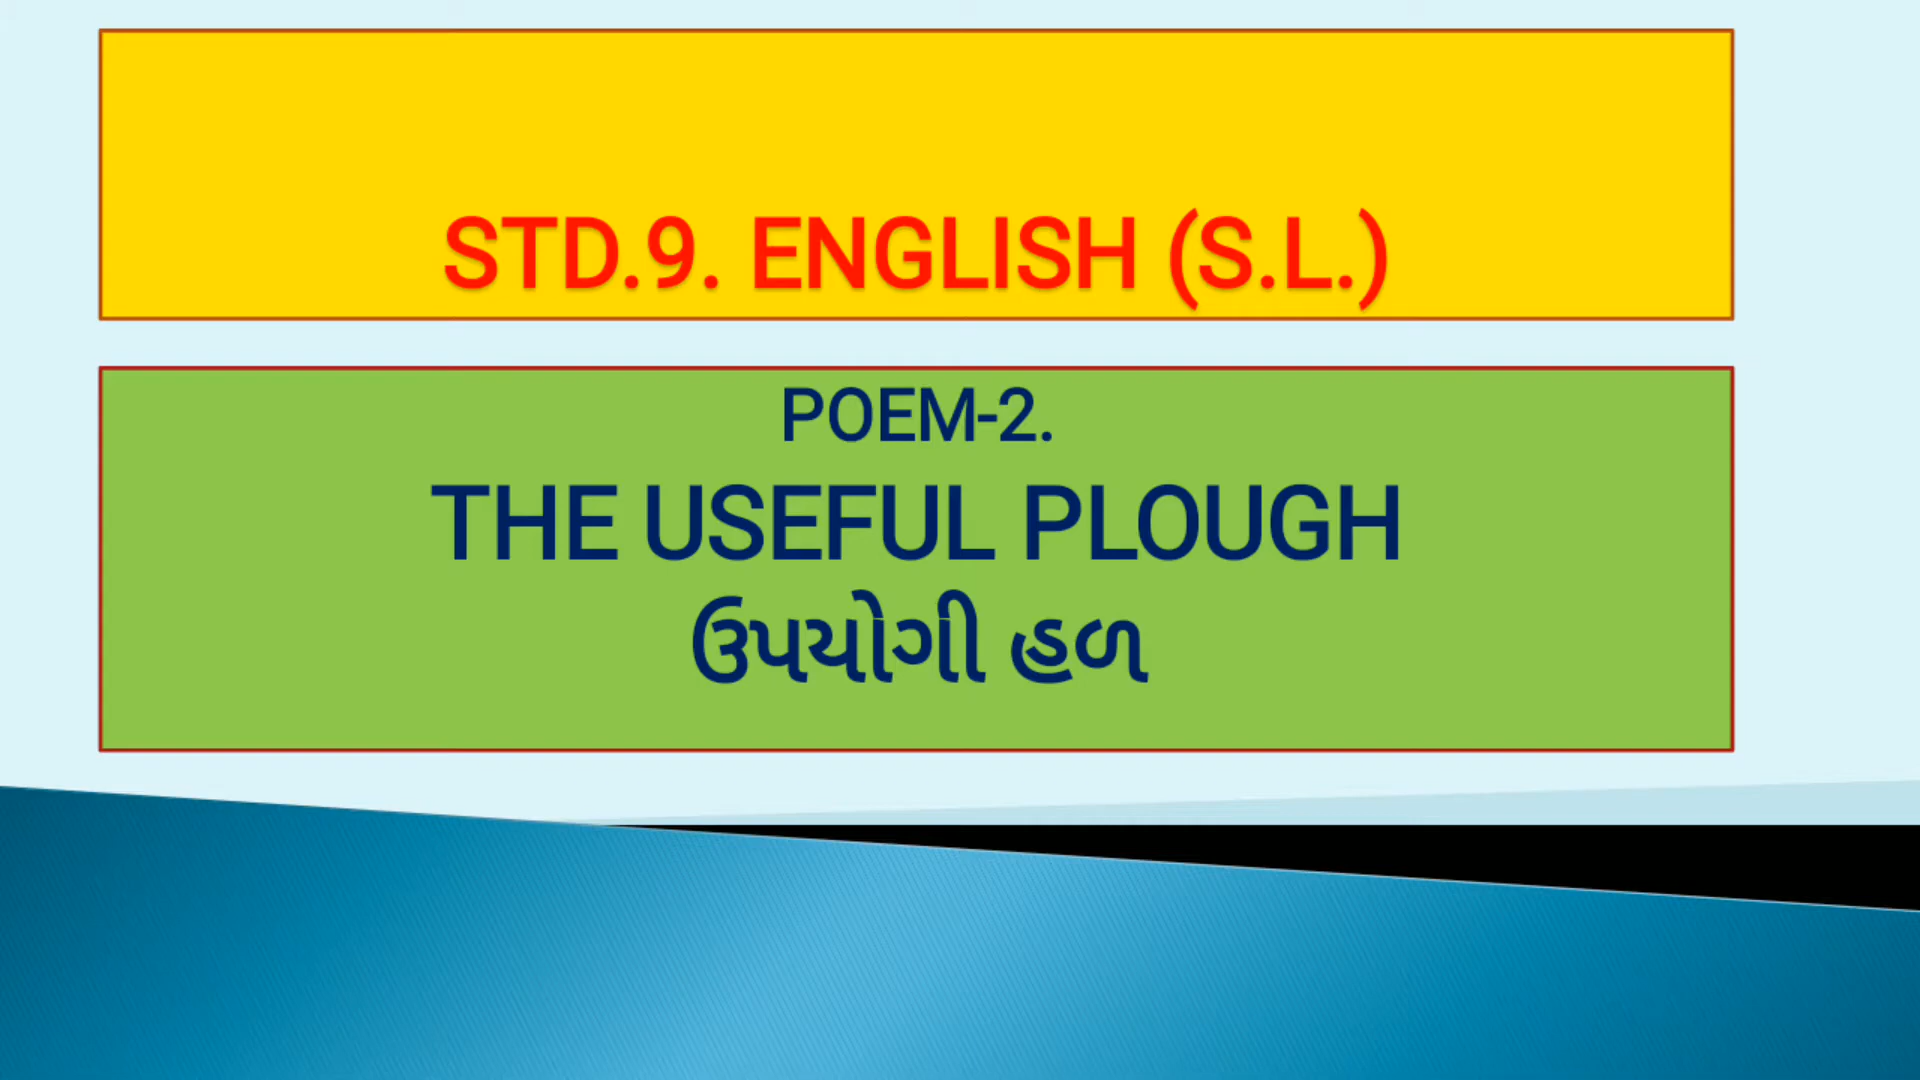 STD.9. ENGLISH (S.L.)
POEM-2.
THE USEFUL PLOUGH
ઉપયોગી હળ